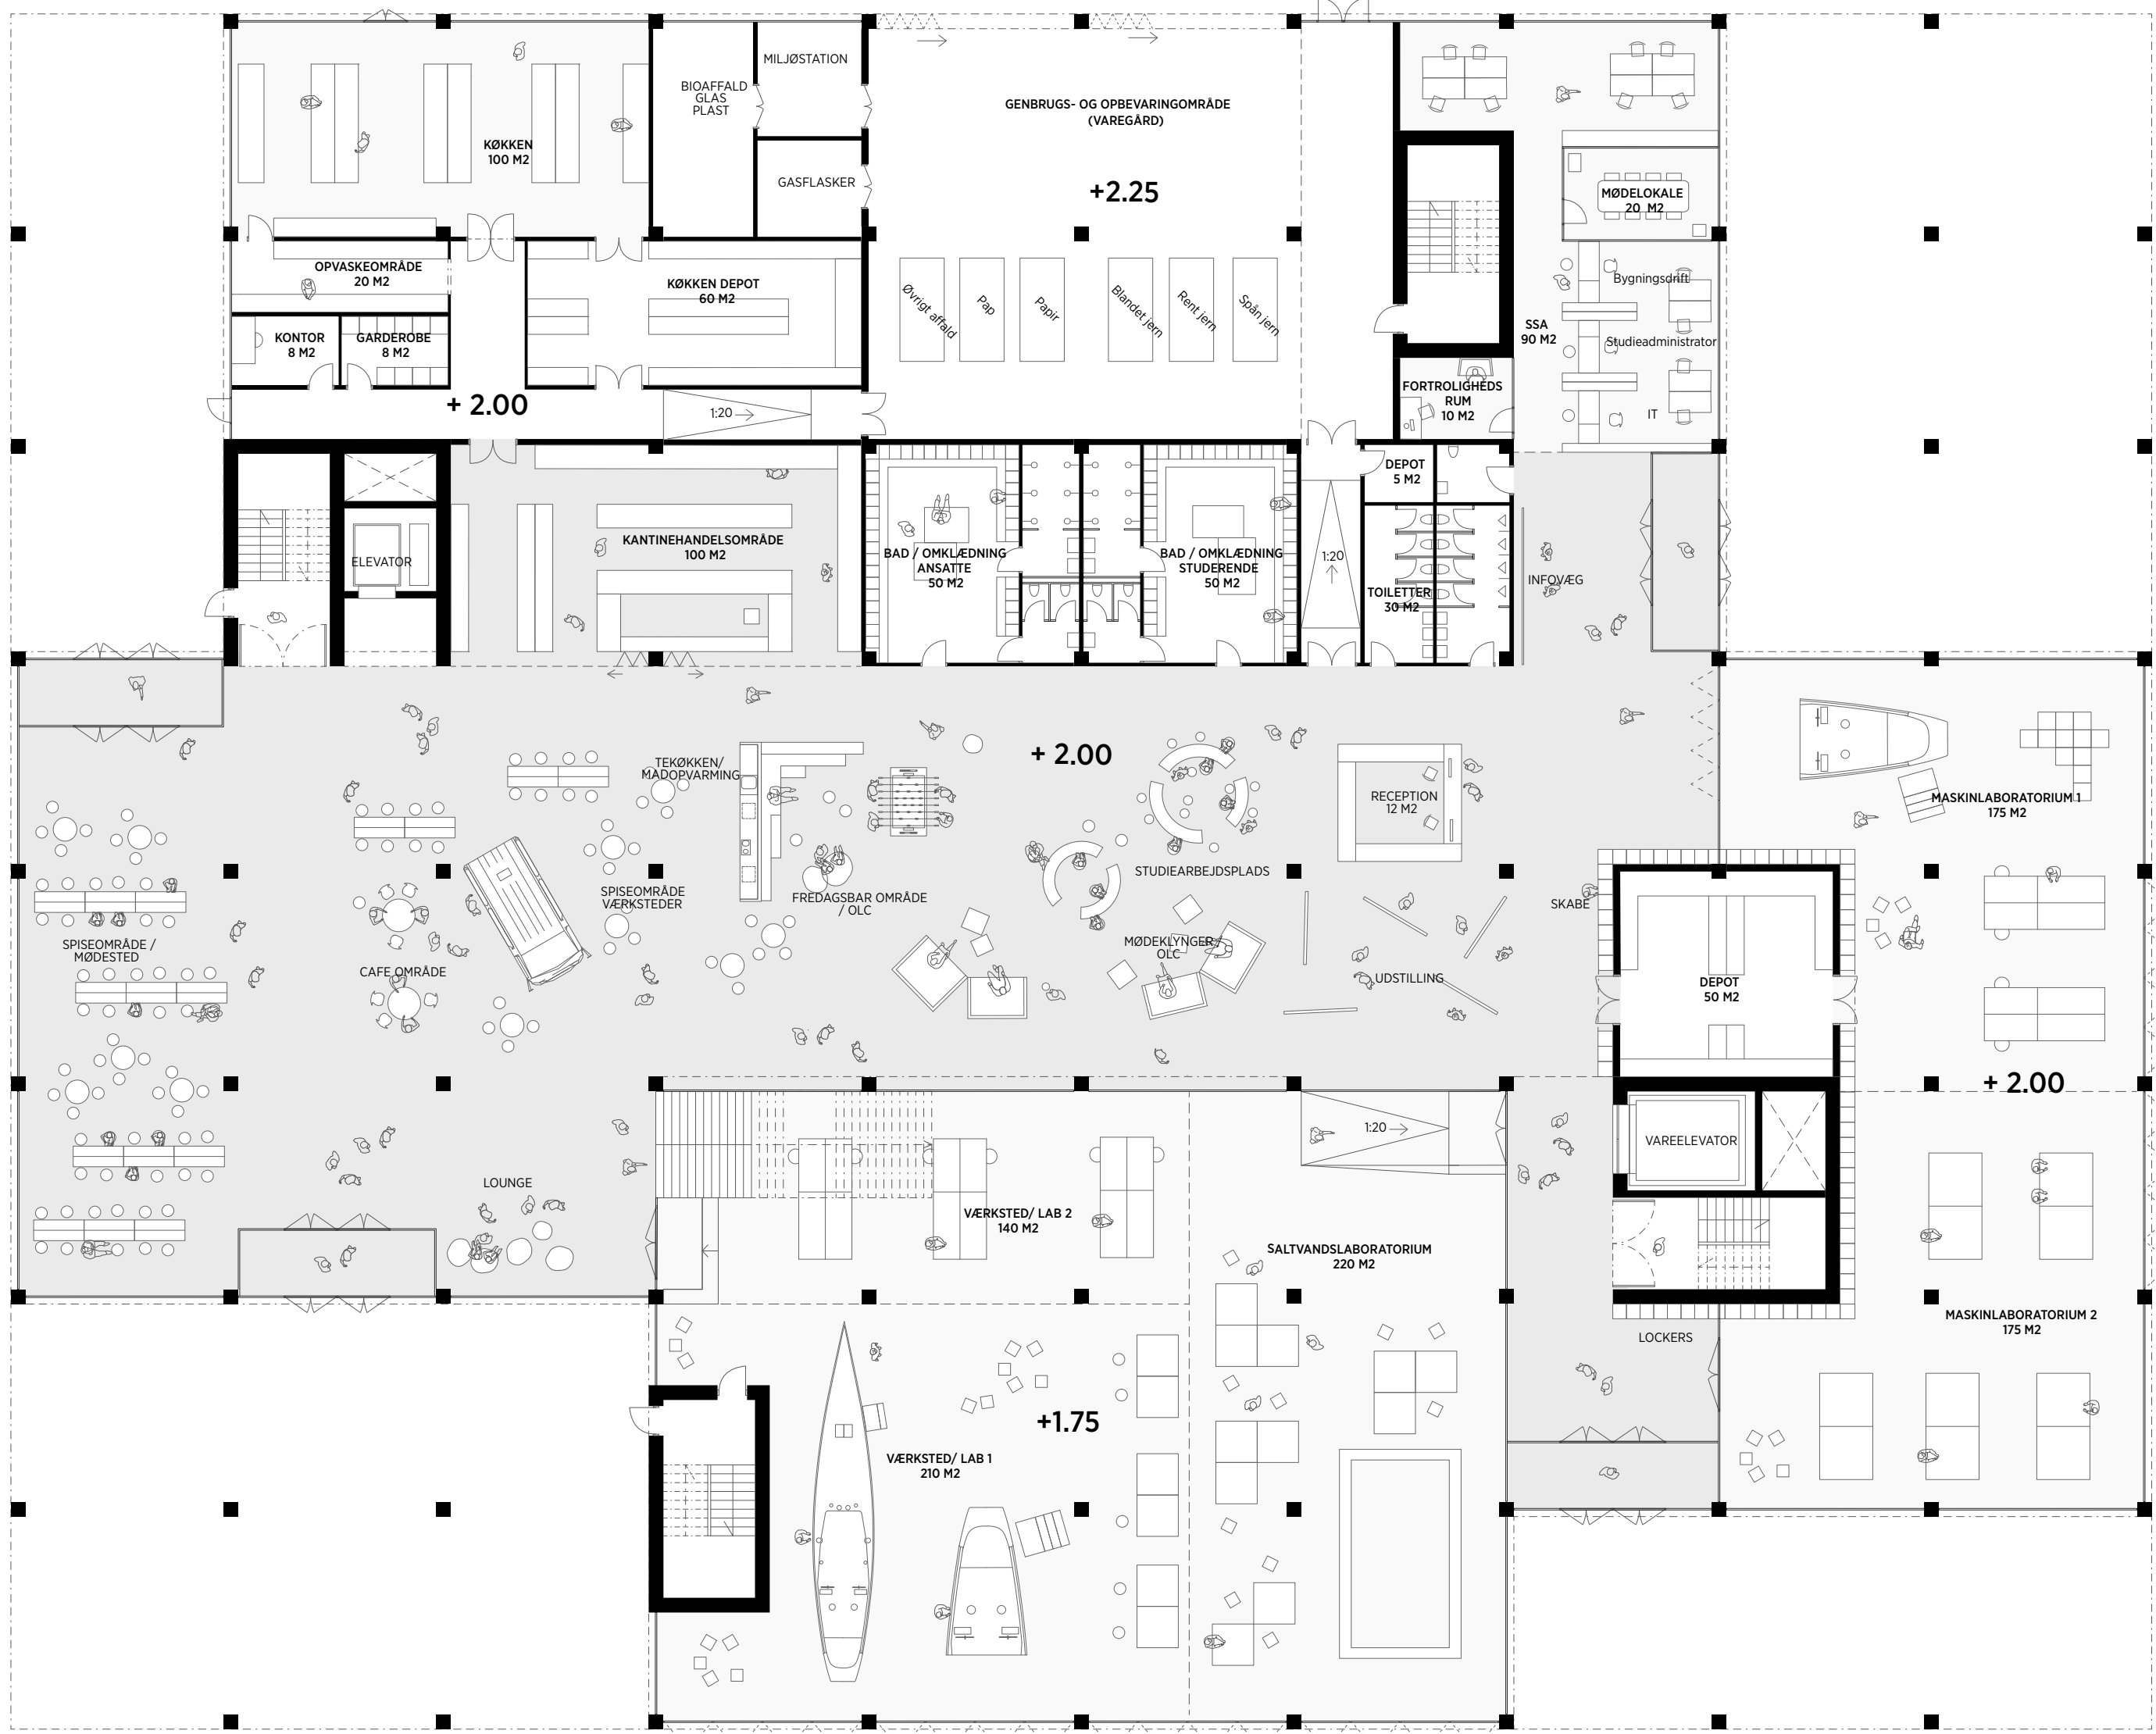 MILJØSTATION
BIOAFFALD
GLAS
PLAST
GENBRUGS- OG OPBEVARINGOMRÅDE
(VAREGÅRD)
KØKKEN
100 M2
GASFLASKER
+2.25
MØDELOKALE
20 M2
OPVASKEOMRÅDE
20 M2
KØKKEN DEPOT
60 M2
Øvrigt affald
Pap
Papir
Blandet jern
Rent jern
Spån jern
Bygningsdrift
SSA
90 M2
Studieadministrator
KONTOR
8 M2
GARDEROBE
8 M2
FORTROLIGHEDS
RUM
10 M2
IT
+ 2.00
1:20
DEPOT
5 M2
KANTINEHANDELSOMRÅDE
100 M2
ELEVATOR
BAD / OMKLÆDNING
ANSATTE
50 M2
BAD / OMKLÆDNING
STUDERENDE
50 M2
1:20
TOILETTER
30 M2
INFOVÆG
+ 2.00
TEKØKKEN/
MADOPVARMING
RECEPTION
12 M2
MASKINLABORATORIUM 1
175 M2
STUDIEARBEJDSPLADS
SPISEOMRÅDE
VÆRKSTEDER
FREDAGSBAR OMRÅDE
/ OLC
SKABE
SPISEOMRÅDE /
MØDESTED
MØDEKLYNGER
OLC
CAFE OMRÅDE
UDSTILLING
DEPOT
50 M2
+ 2.00
1:20
VAREELEVATOR
LOUNGE
VÆRKSTED/ LAB 2
140 M2
SALTVANDSLABORATORIUM
220 M2
MASKINLABORATORIUM 2
175 M2
LOCKERS
+1.75
VÆRKSTED/ LAB 1
210 M2